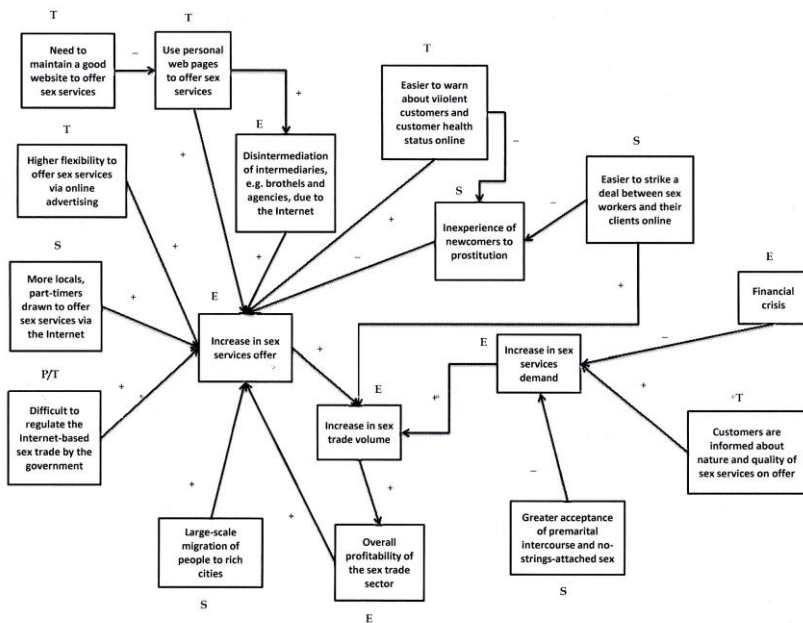 T
Need to
maintain a good
website to offer
sex services
–
T
Use personal
web pages
to offer sex
services
+
+
E
Disintermediation
of intermediaries,
e.g. brothels and
agencies, due to
the Internet
+
T
Easier to warn
about viiolent
customers and
customer health
status online
–
+
S
Inexperience of
newcomers to
prostitution
–
–
S
Easier to strike a
deal between sex
workers and their
clients online
+
T
Higher flexibility to
offer sex services
via online
advertising
+
S
More locals,
part-timers
drawn to offer
sex services via
the Internet
+
P/T
Difficult to
regulate the
Internet-based
sex trade by the
government
+
E
Increase in sex
services offer
+
E
Increase in sex
trade volume
+
E
Increase in sex
services demand
+
E
Financial
crisis
–
T
Customers are
informed about
nature and quality of
sex services on offer
+
Large-scale
migration of
people to rich
cities
S
+
Overall
profitability of
the sex trade
sector
E
+
Greater acceptance
of premarital
intercourse and no-
strings-attached sex
S
–